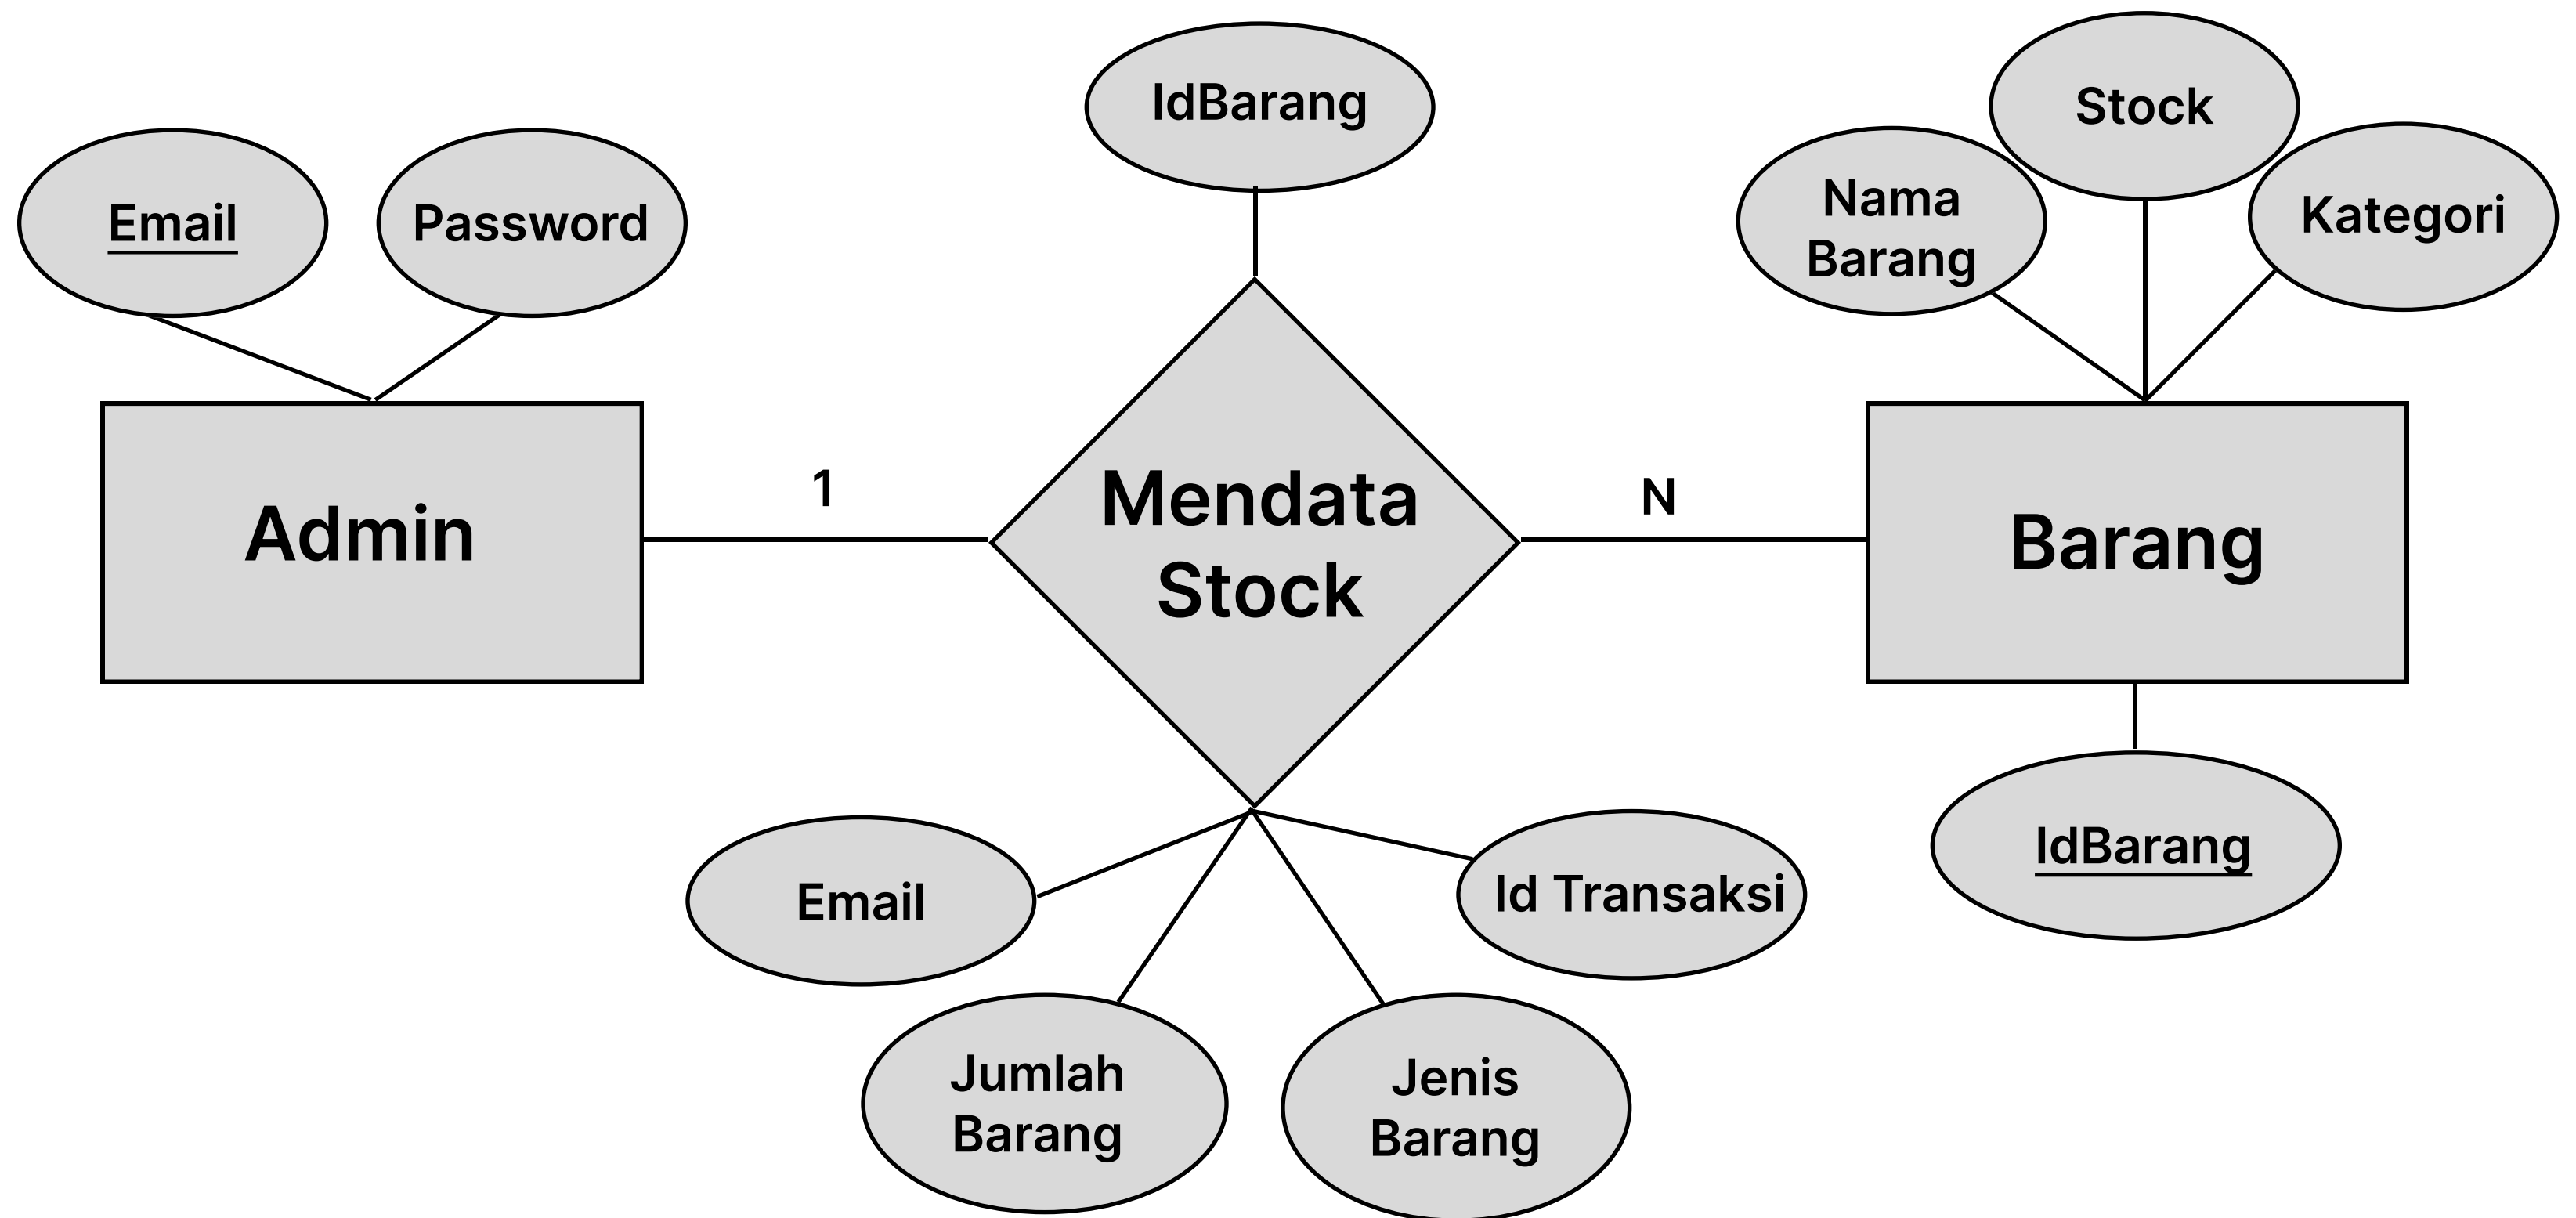 IdBarang
Stock
Nama
Barang
Kategori
Email
Password
1
N
Admin
Mendata
Stock
Barang
IdBarang
Email
Id Transaksi
Jumlah
Barang
Jenis
Barang